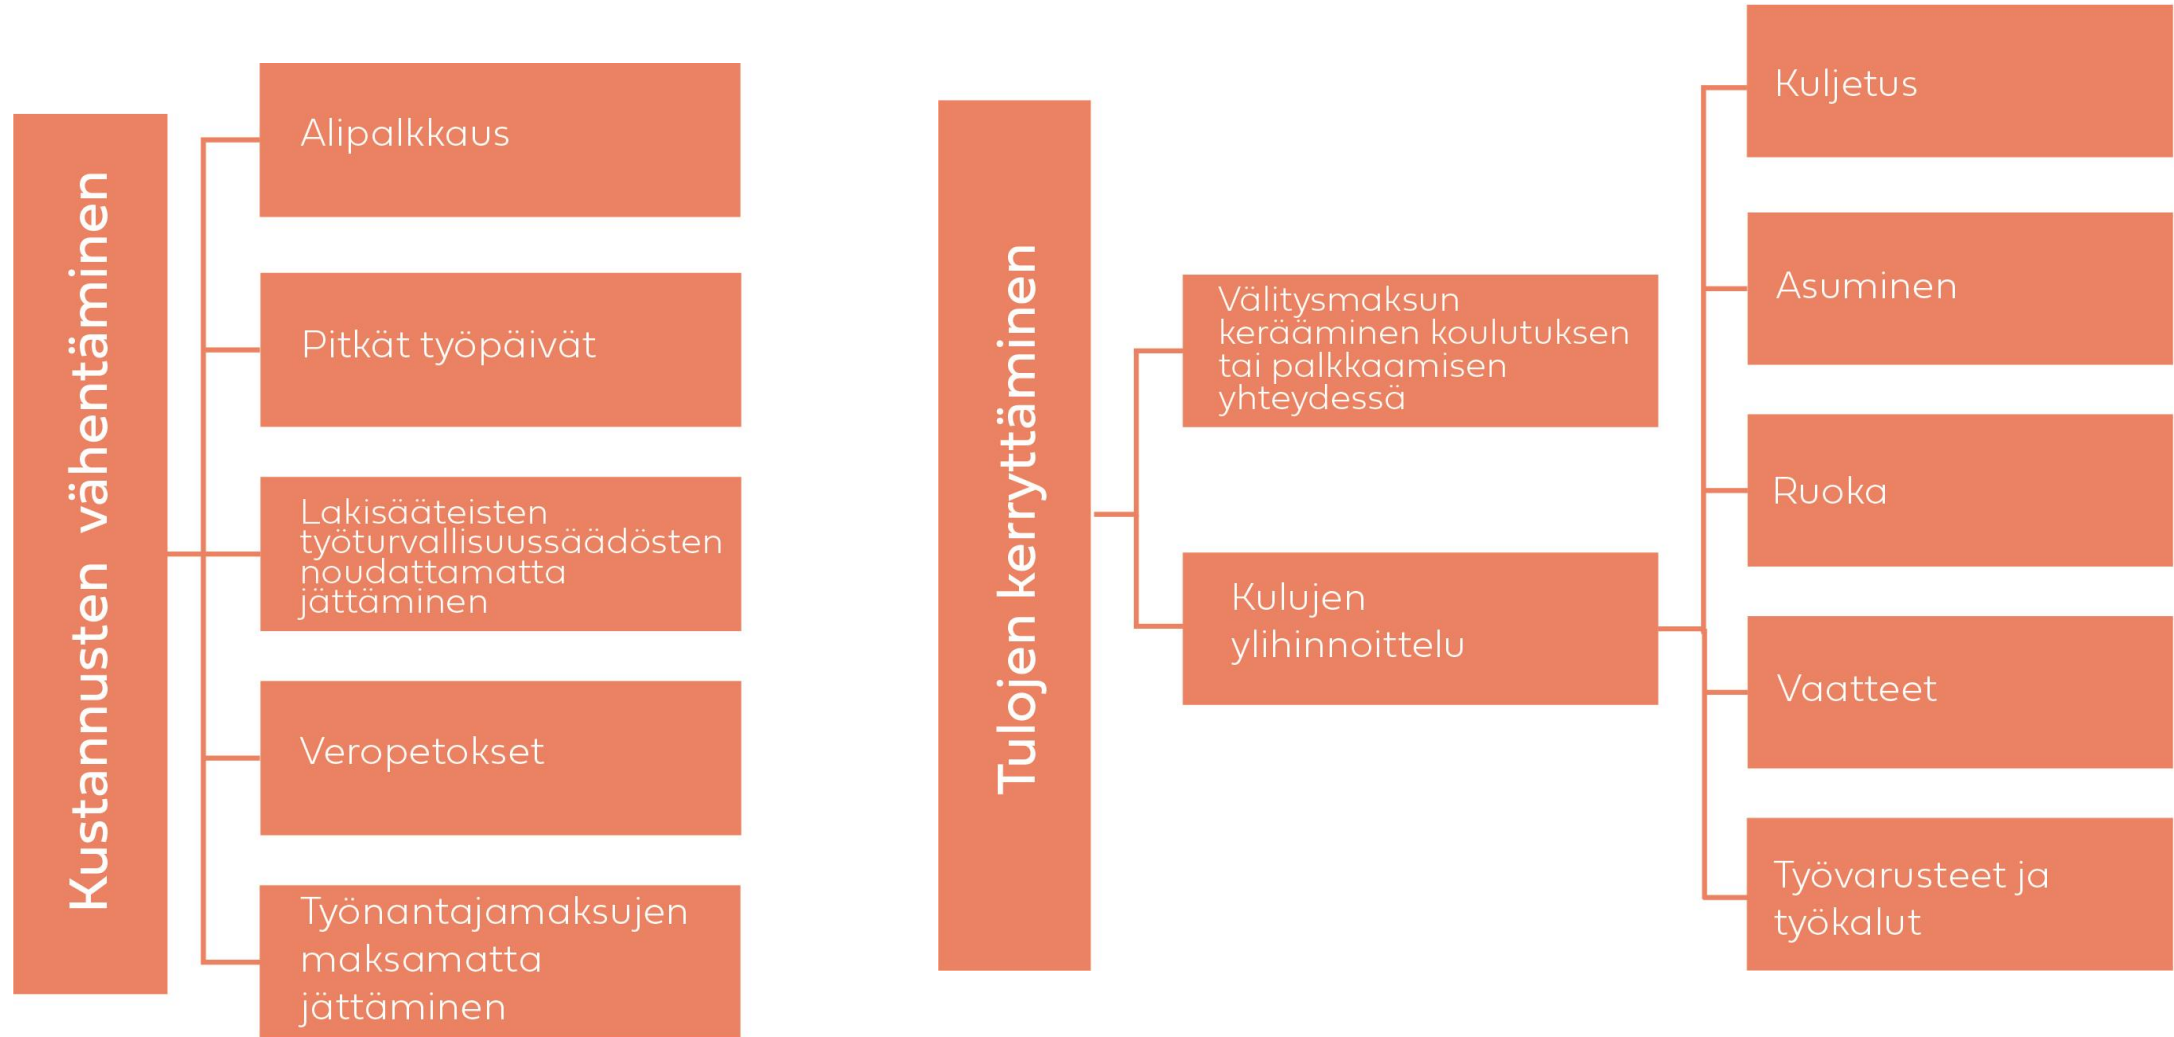 Kustannusten vähentäminen
Alipalkkaus
Pitkät työpäivät
Lakisääteisten
työturvallisuussäädösten
noudattamatta
jättäminen
Veropetokset
Työnantajamaksujen
maksamatta
jättäminen
Tulojen kerryttäminen
Välitysmaksun
kerääminen koulutuksen
tai palkkaamisen
yhteydessä
Kulujen
ylihinnoittelu
Kuljetus
Asuminen
Ruoka
Vaatteet
Työvarusteet ja
työkalut